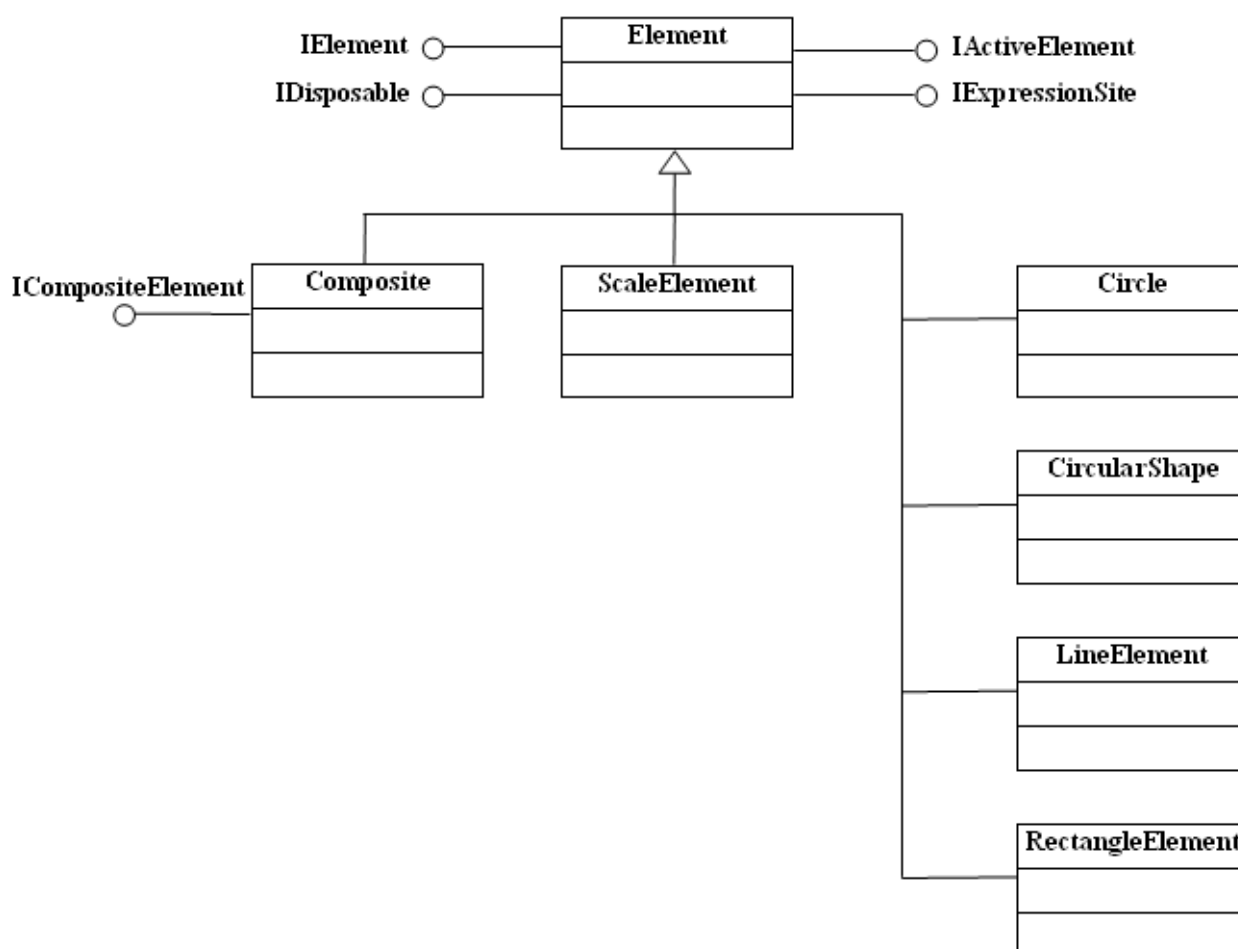 Element
IElement
IActiveElement
IDisposable
IExpressionSite
ICompositeElement
Composite
ScaleElement
Circle
CircularShape
LineElement
RectangleElement